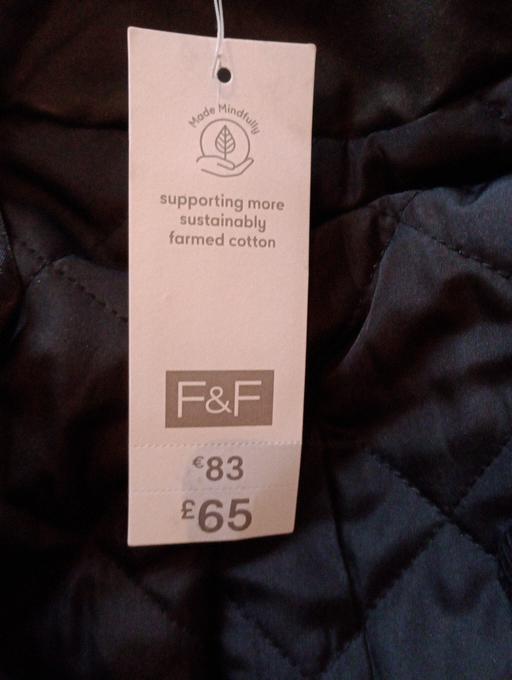 Made Mindfully
supporting more
sustainably
farmed cotton
F&F
€83
£65